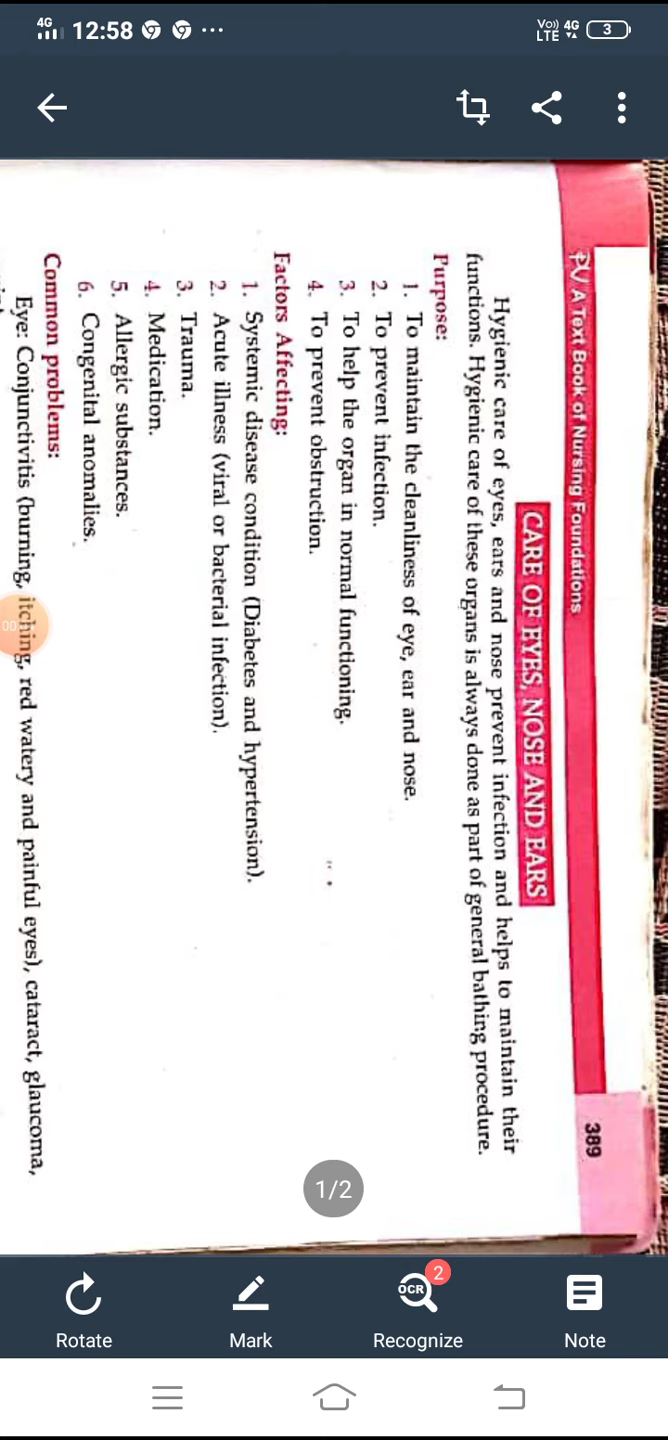 4G 12:58 ... Vo)) LTE 4G 3
PV A Text Book of Nursing Foundations 389
CARE OF EYES, NOSE AND EARS
Hygienic care of eyes, ears and nose prevent infection and helps to maintain their
functions. Hygienic care of these organs is always done as part of general bathing procedure.
Purpose:
1. To maintain the cleanliness of eye, ear and nose.
2. To prevent infection.
3. To help the organ in normal functioning.
4. To prevent obstruction.
Factors Affecting:
1. Systemic disease condition (Diabetes and hypertension).
2. Acute illness (viral or bacterial infection).
3. Trauma.
4. Medication.
5. Allergic substances.
6. Congenital anomalies.
Common problems:
Eye: Conjunctivitis (burning, itching, red watery and painful eyes), cataract, glaucoma,
1/2
OCR 2
Rotate Mark Recognize Note